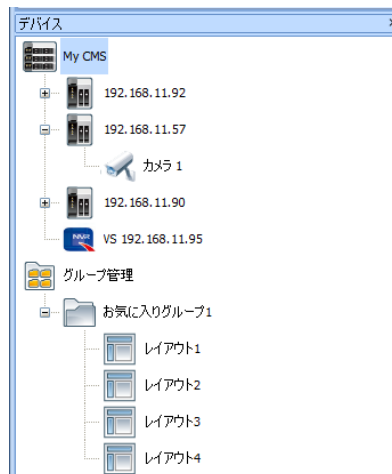 デバイス
My CMS
192.168.11.92
192.168.11.57
カメラ 1
192.168.11.90
NVR
VS 192.168.11.95
グループ管理
お気に入りグループ1
レイアウト1
レイアウト2
レイアウト3
レイアウト4